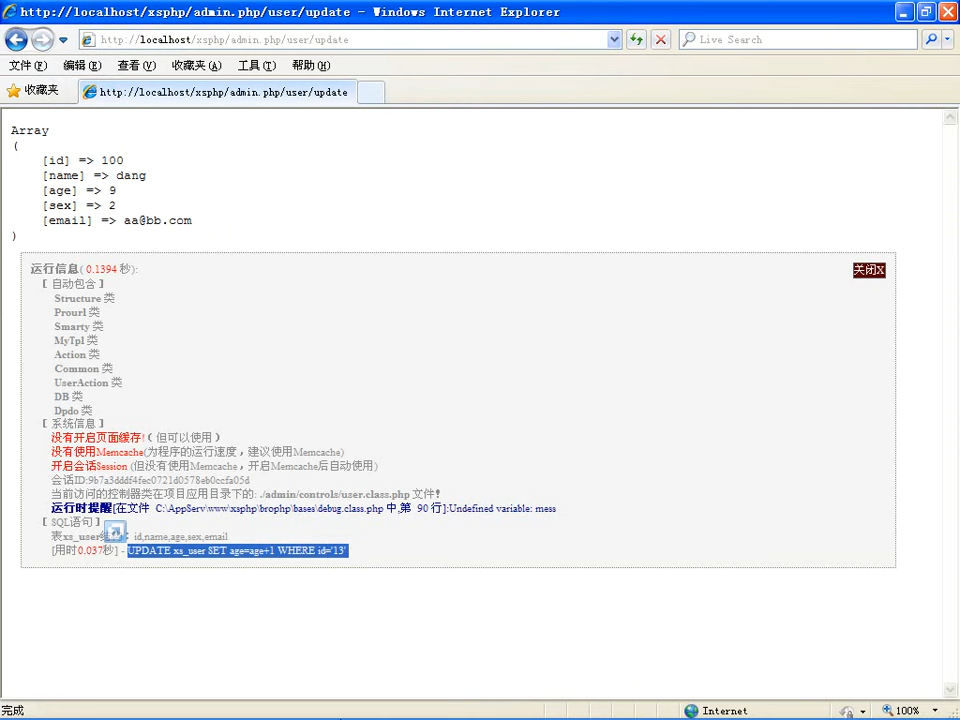 http://localhost/xsphp/admin.php/user/update - Windows Internet Explorer
http://localhost/xsphp/admin.php/user/update
Live Search
文件(F) 编辑(E) 查看(V) 收藏夹(A) 工具(T) 帮助(H)
收藏夹
http://localhost/xsphp/admin.php/user/update
Array
(
[id] => 100
[name] => dang
[age] => 9
[sex] => 2
[email] => aa@bb.com
)
运行信息( 0.1394 秒):
关闭X
[ 自动包含 ]
Structure 类
Prourl 类
Smarty 类
MyTpl 类
Action 类
Common 类
UserAction 类
DB 类
Dpdo 类
[ 系统信息 ]
没有开启页面缓存!(但可以使用)
没有使用Memcache(为程序的运行速度，建议使用Memcache)
开启会话Session (但没有使用Memcache，开启Memcache后自动使用)
会话ID:9b7a3dddf4fec0721d0578eb0ccfa05d
当前访问的控制器类在项目应用目录下的: ./admin/controls/user.class.php 文件!
运行时提醒[在文件 C:\AppServ\www\xsphp\brophp\bases\debug.class.php 中,第 90 行]:Undefined variable: mess
[ SQL语句 ]
表xs_user : id,name,age,sex,email
[用时0.037秒] - UPDATE xs_user SET age=age+1 WHERE id='13'
完成
Internet
100%